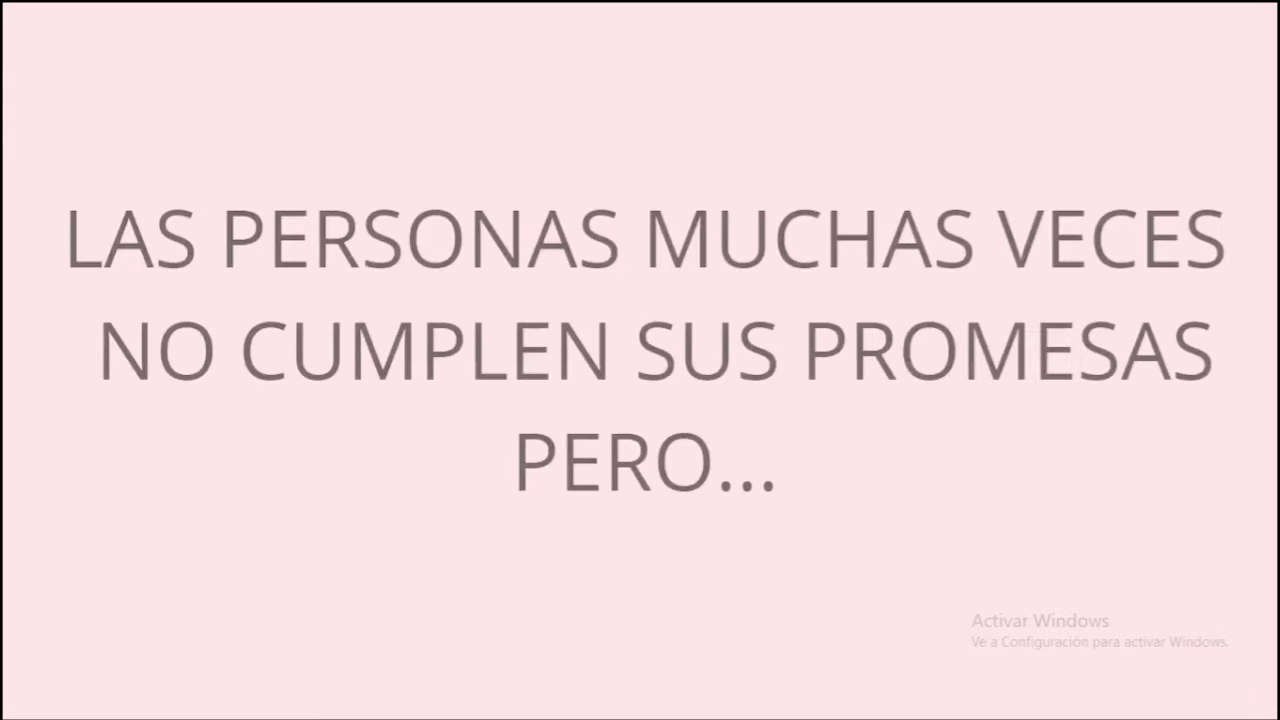 LAS PERSONAS MUCHAS VECES
NO CUMPLEN SUS PROMESAS
PERO...
Activar Windows
Ve a Configuración para activar Windows.